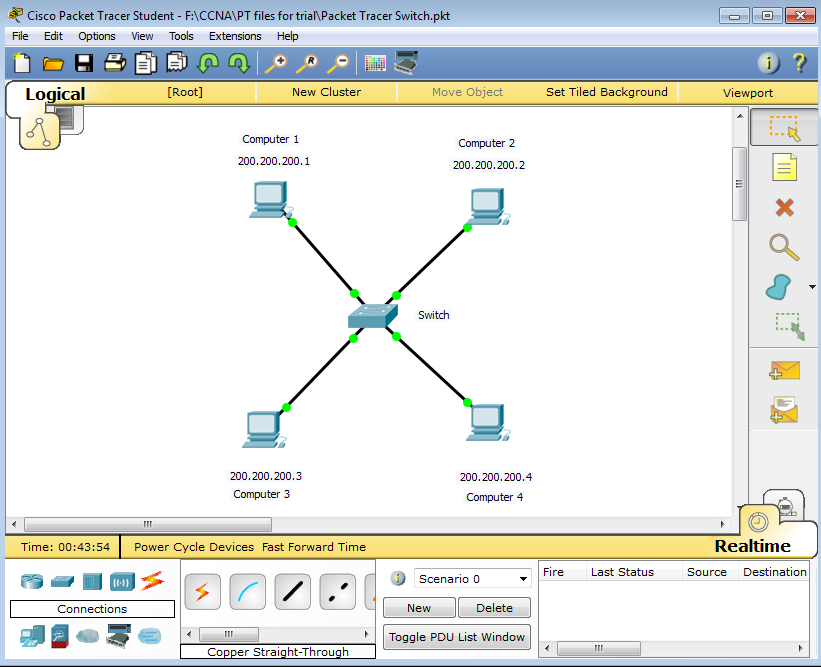 Cisco Packet Tracer Student - F:\CCNA\PT files for trial\Packet Tracer Switch.pkt
File Edit Options View Tools Extensions Help
R
i ?
Logical [Root] New Cluster Move Object Set Tiled Background Viewport
Computer 1
200.200.200.1
Computer 2
200.200.200.2
Switch
200.200.200.3
Computer 3
200.200.200.4
Computer 4
Time: 00:43:54 Power Cycle Devices Fast Forward Time Realtime
Connections
Copper Straight-Through
i Scenario 0
New Delete
Toggle PDU List Window
Fire Last Status Source Destination